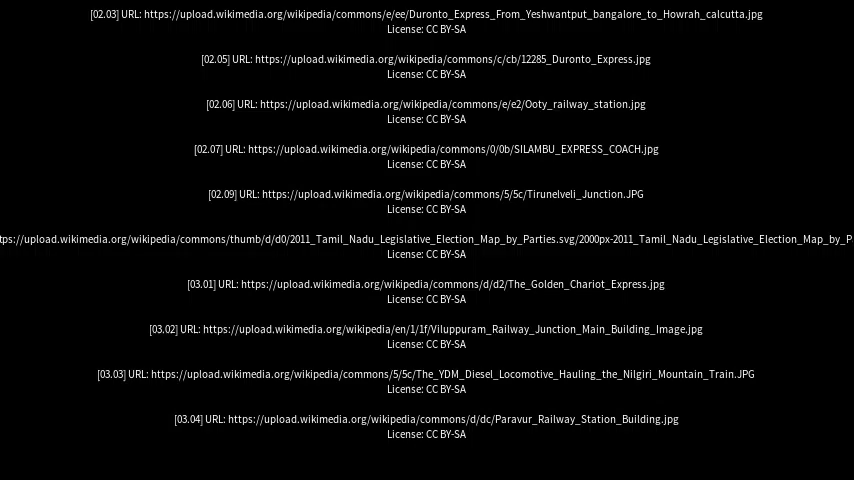 [02.03] URL: https://upload.wikimedia.org/wikipedia/commons/e/ee/Duronto_Express_From_Yeshwantput_bangalore_to_Howrah_calcutta.jpg
License: CC BY-SA
[02.05] URL: https://upload.wikimedia.org/wikipedia/commons/c/cb/12285_Duronto_Express.jpg
License: CC BY-SA
[02.06] URL: https://upload.wikimedia.org/wikipedia/commons/e/e2/Ooty_railway_station.jpg
License: CC BY-SA
[02.07] URL: https://upload.wikimedia.org/wikipedia/commons/0/0b/SILAMBU_EXPRESS_COACH.jpg
License: CC BY-SA
[02.09] URL: https://upload.wikimedia.org/wikipedia/commons/5/5c/Tirunelveli_Junction.JPG
License: CC BY-SA
tps://upload.wikimedia.org/wikipedia/commons/thumb/d/d0/2011_Tamil_Nadu_Legislative_Election_Map_by_Parties.svg/2000px-2011_Tamil_Nadu_Legislative_Election_Map_by_P
License: CC BY-SA
[03.01] URL: https://upload.wikimedia.org/wikipedia/commons/d/d2/The_Golden_Chariot_Express.jpg
License: CC BY-SA
[03.02] URL: https://upload.wikimedia.org/wikipedia/en/1/1f/Viluppuram_Railway_Junction_Main_Building_Image.jpg
License: CC BY-SA
[03.03] URL: https://upload.wikimedia.org/wikipedia/commons/5/5c/The_YDM_Diesel_Locomotive_Hauling_the_Nilgiri_Mountain_Train.JPG
License: CC BY-SA
[03.04] URL: https://upload.wikimedia.org/wikipedia/commons/d/dc/Paravur_Railway_Station_Building.jpg
License: CC BY-SA